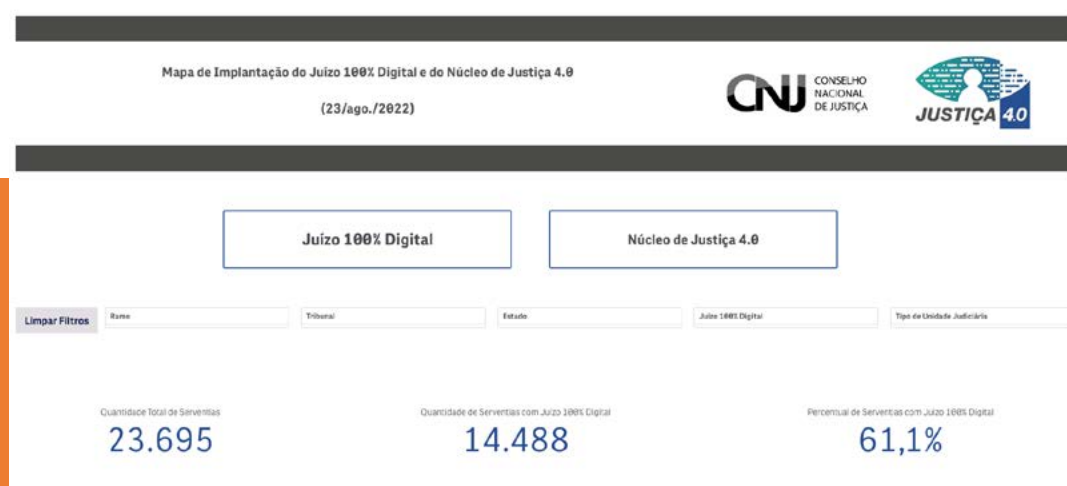 Mapa de Implantação do Juízo 100% Digital e do Núcleo de Justiça 4.0
(23/ago./2022)
CNJ
CONSELHO
NACIONAL
DE JUSTIÇA
JUSTIÇA 4.0
Juízo 100% Digital
Núcleo de Justiça 4.0
Limpar Filtros
Ramo
Tribunal
Estado
Juízo 100% Digital
Tipo de Unidade Judiciária
Quantidade Total de Serventias
Quantidade de Serventias com Juízo 100% Digital
Percentual de Serventias com Juízo 100% Digital
23.695
14.488
61,1%